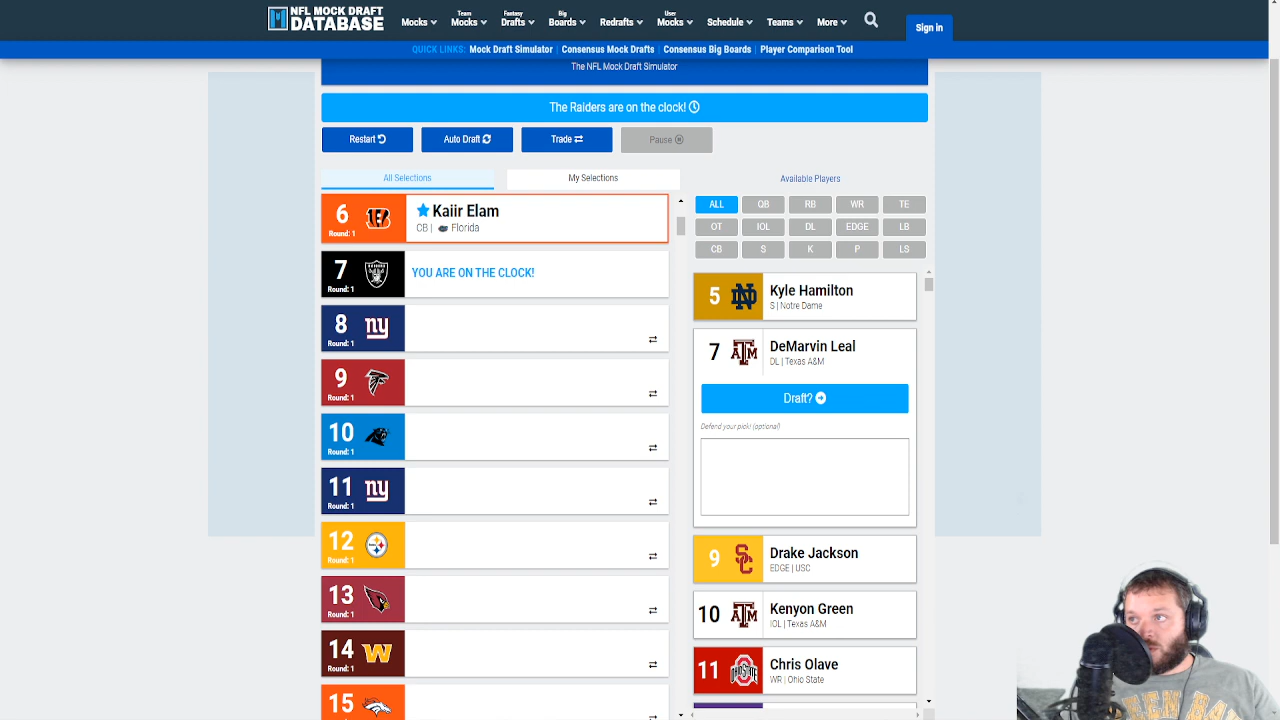 NFL MOCK DRAFT
DATABASE
Mocks
Team
Mocks
Fantasy
Drafts
Big
Boards
Redrafts
User
Mocks
Schedule
Teams
More
Sign in
QUICK LINKS: Mock Draft Simulator Consensus Mock Drafts Consensus Big Boards Player Comparison Tool
The NFL Mock Draft Simulator
The Raiders are on the clock!
Restart Auto Draft Trade Pause
All Selections My Selections Available Players
6
Round: 1
Kaiir Elam
CB | Florida
7
Round: 1
YOU ARE ON THE CLOCK!
8
ny
Round: 1
9
Round: 1
10
Round: 1
11
ny
Round: 1
12
Steelers
Round: 1
13
Round: 1
14
W
Round: 1
15
ALL QB RB WR TE
OT IOL DL EDGE LB
CB S K P LS
5
Kyle Hamilton
S | Notre Dame
7
ATM
DeMarvin Leal
DL | Texas A&M
Draft?
Defend your pick! (optional)
9
SC
Drake Jackson
EDGE | USC
10
ATM
Kenyon Green
IOL | Texas A&M
11
Chris Olave
WR | Ohio State